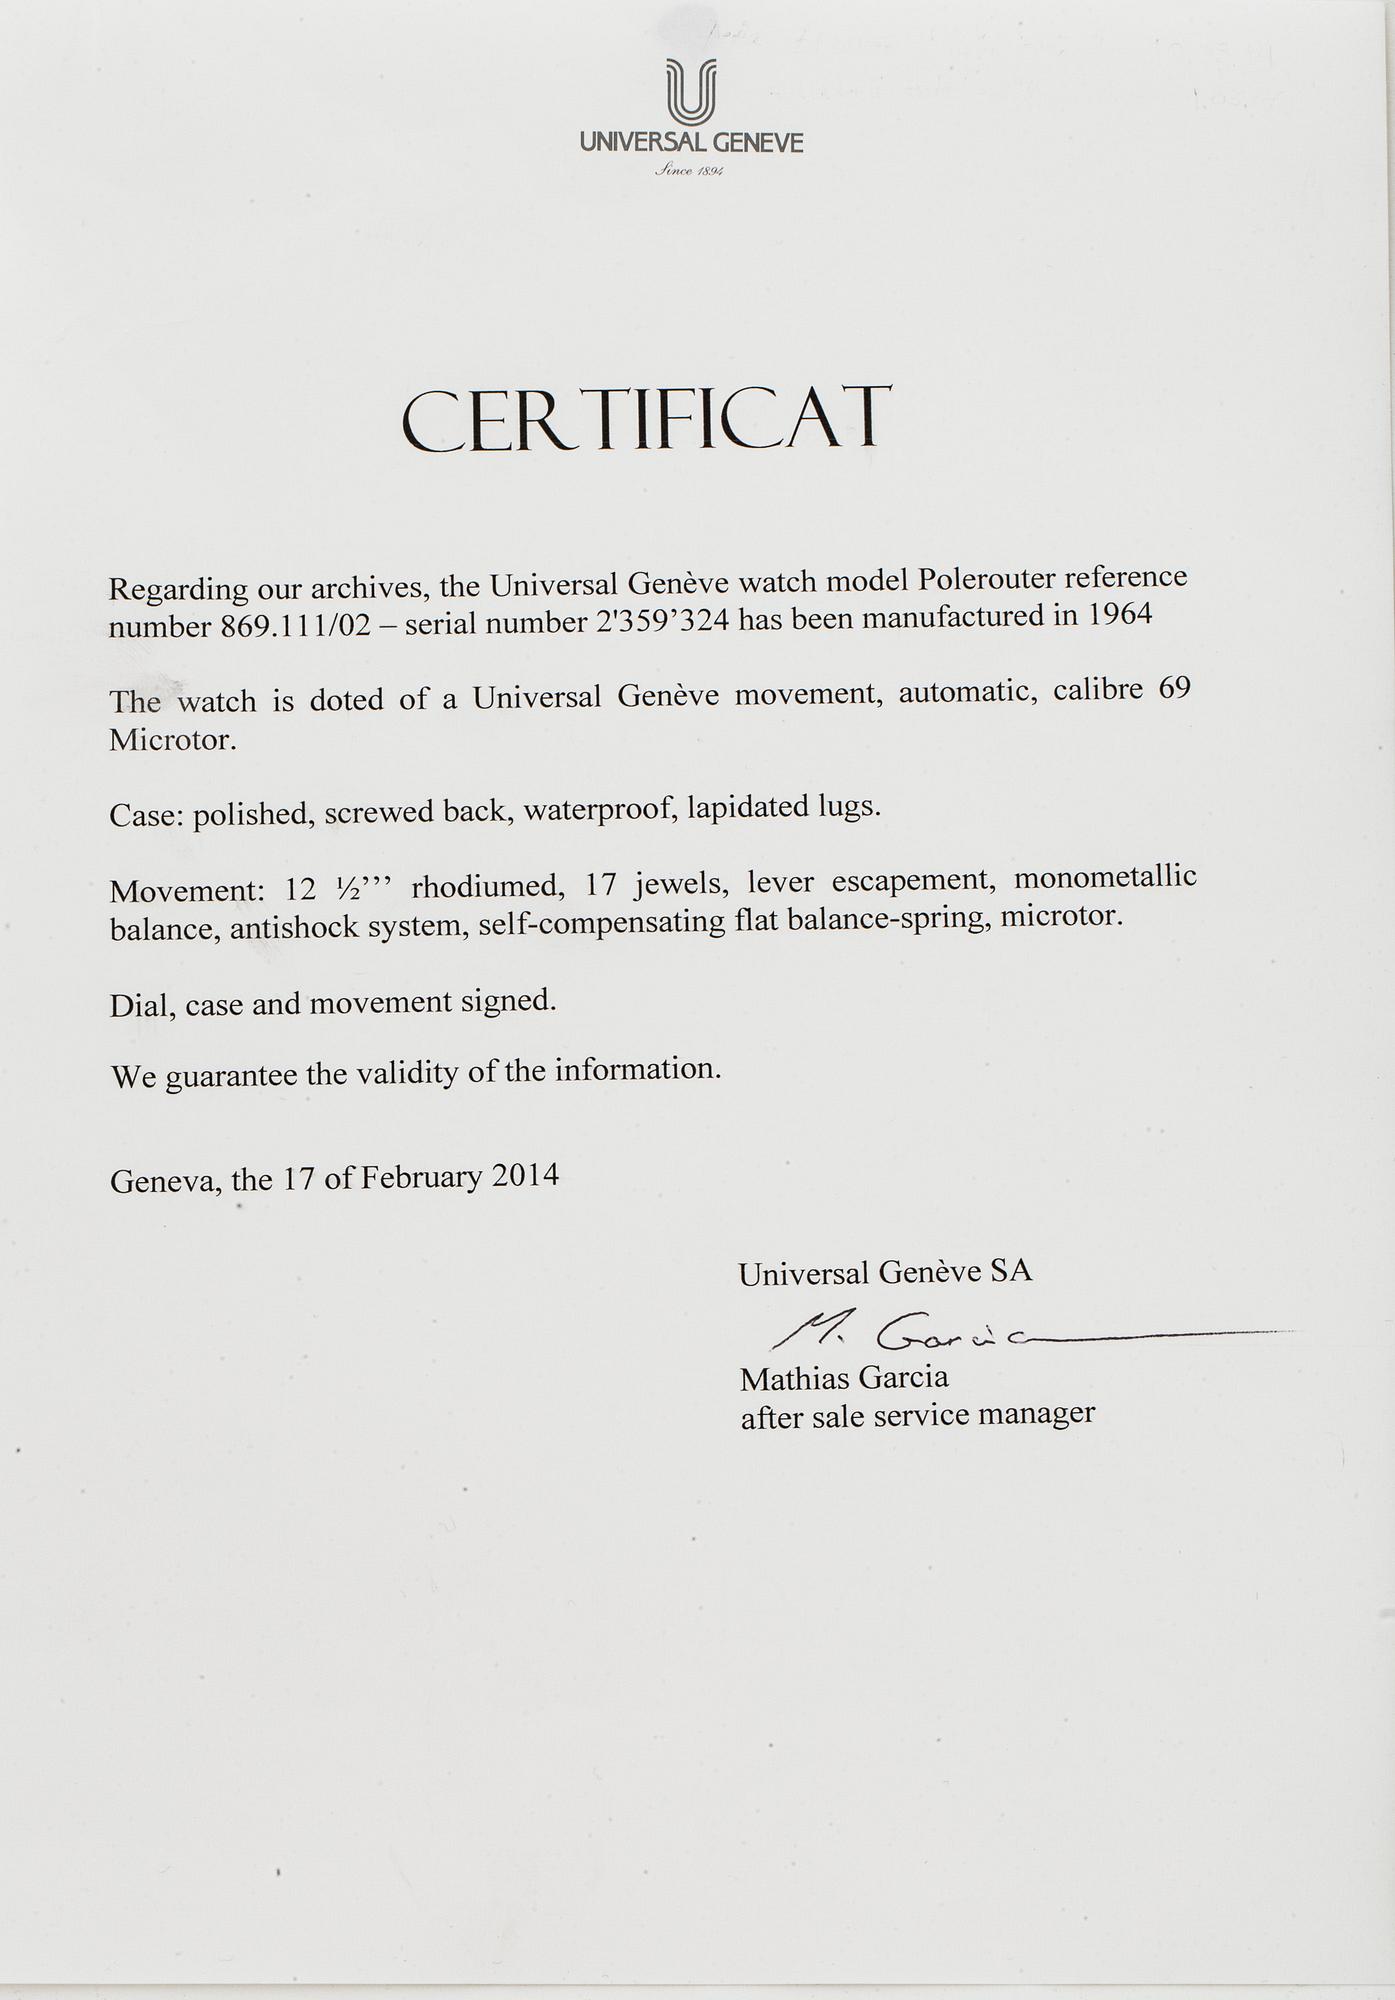 UNIVERSAL GENEVE
Since 1894
CERTIFICAT
Regarding our archives, the Universal Genève watch model Polerouter reference
number 869.111/02 – serial number 2'359’324 has been manufactured in 1964
The watch is doted of a Universal Genève movement, automatic, calibre 69
Microtor.
Case: polished, screwed back, waterproof, lapidated lugs.
Movement: 12 ½’’’ rhodiumed, 17 jewels, lever escapement, monometallic
balance, antishock system, self-compensating flat balance-spring, microtor.
Dial, case and movement signed.
We guarantee the validity of the information.
Geneva, the 17 of February 2014
Universal Genève SA
M. Garcia
Mathias Garcia
after sale service manager